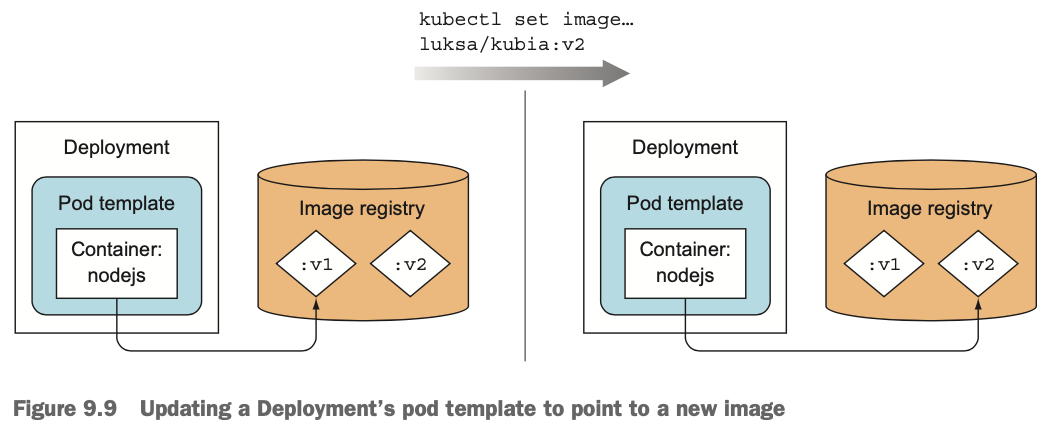 kubectl set image…
luksa/kubia:v2
Deployment
Pod template
Container:
nodejs
Image registry
:v1
:v2
Deployment
Pod template
Container:
nodejs
Image registry
:v1
:v2
Figure 9.9 Updating a Deployment’s pod template to point to a new image